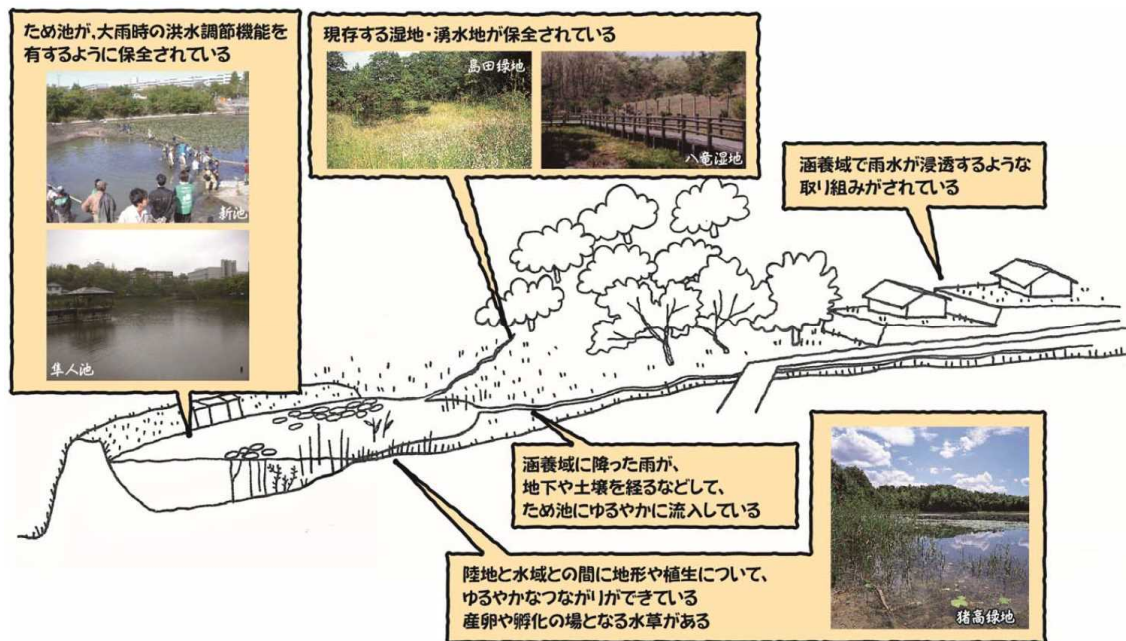 ため池が、大雨時の洪水調節機能を
有するように保全されている
新池
隼人池
現存する湿地・湧水地が保全されている
島田緑地
八竜湿地
涵養域で雨水が浸透するような
取り組みがされている
涵養域に降った雨が、
地下や土壌を経るなどして、
ため池にゆるやかに流入している
陸地と水域との間に地形や植生について、
ゆるやかなつながりができている
産卵や孵化の場となる水草がある
猪高緑地